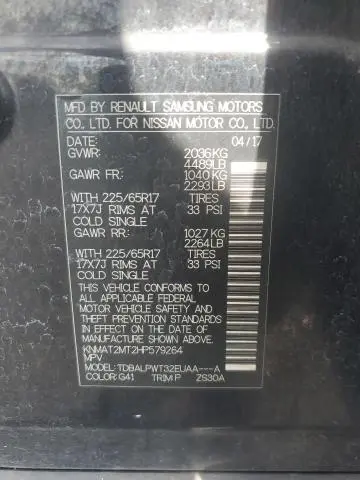 MFD BY RENAULT SAMSUNG MOTORS
CO., LTD. FOR NISSAN MOTOR CO., LTD.
DATE: 04/17
GVWR: 2036KG
4489LB
GAWR FR: 1040 KG
2293LB
WITH 225/65R17 TIRES
17X7J RIMS AT 33 PSI
COLD SINGLE
GAWR RR: 1027 KG
2264LB
WITH 225/65R17 TIRES
17X7J RIMS AT 33 PSI
COLD SINGLE
THIS VEHICLE CONFORMS TO
ALL APPLICABLE FEDERAL
MOTOR VEHICLE SAFETY AND
THEFT PREVENTION STANDARDS
IN EFFECT ON THE DATE OF
MANUFACTURE SHOWN ABOVE
KNMAT2MT2HP579264
MPV
MODEL: TDBALPWT32EUAA---A
COLOR: G41 TRIM: P ZS30A